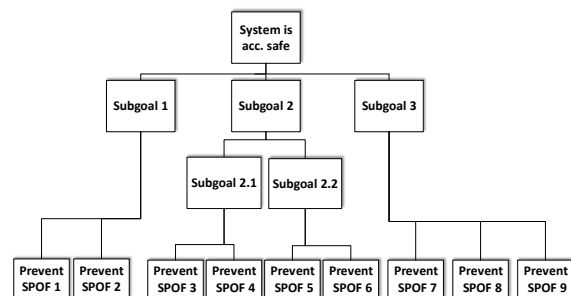 System is
acc. safe
Subgoal 1
Subgoal 2
Subgoal 3
Subgoal 2.1
Subgoal 2.2
Prevent
SPOF 1
Prevent
SPOF 2
Prevent
SPOF 3
Prevent
SPOF 4
Prevent
SPOF 5
Prevent
SPOF 6
Prevent
SPOF 7
Prevent
SPOF 8
Prevent
SPOF 9